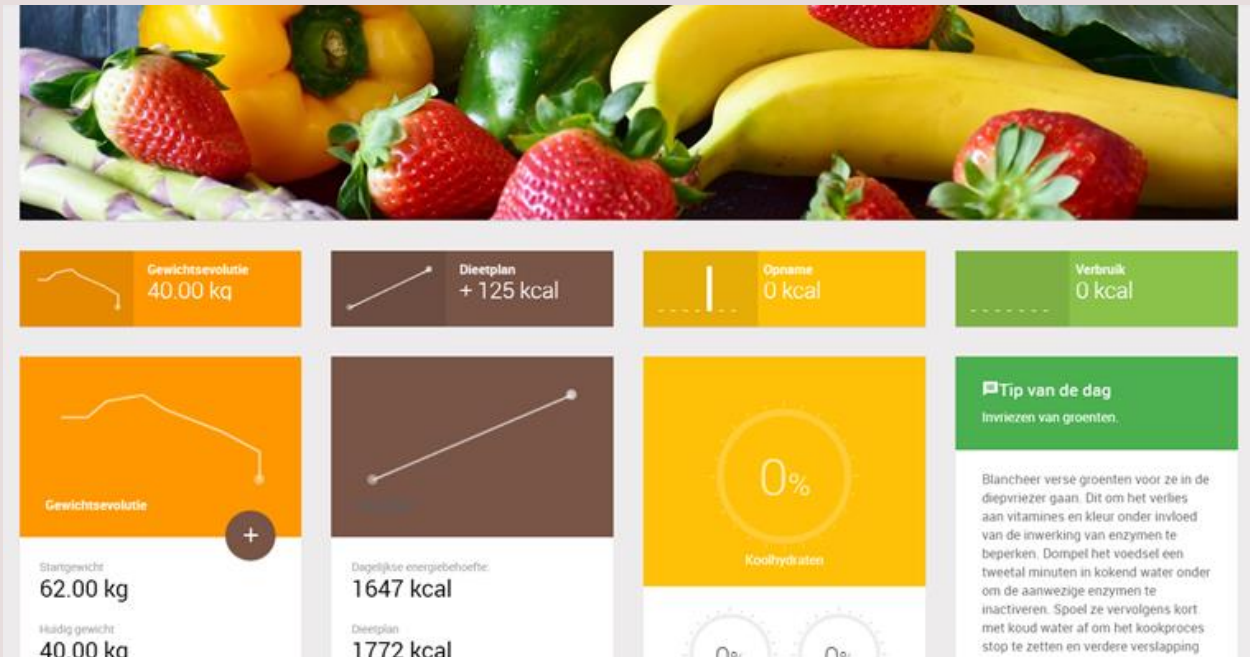 Gewichtsevolutie
40.00 kg
Dieetplan
+ 125 kcal
Opname
0 kcal
Verbruik
0 kcal
Gewichtsevolutie
+
Startgewicht
62.00 kg
Huidig gewicht
40.00 kg
Dagelijkse energiebehoefte:
1647 kcal
Dieetplan
1772 kcal
0%
Koolhydraten
0%
0%
Tip van de dag
Invriezen van groenten.
Blancheer verse groenten voor ze in de
diepvriezer gaan. Dit om het verlies
aan vitamines en kleur onder invloed
van de inwerking van enzymen te
beperken. Dompel het voedsel een
tweetal minuten in kokend water onder
om de aanwezige enzymen te
inactiveren. Spoel ze vervolgens kort
met koud water af om het kookproces
stop te zetten en verdere verslapping